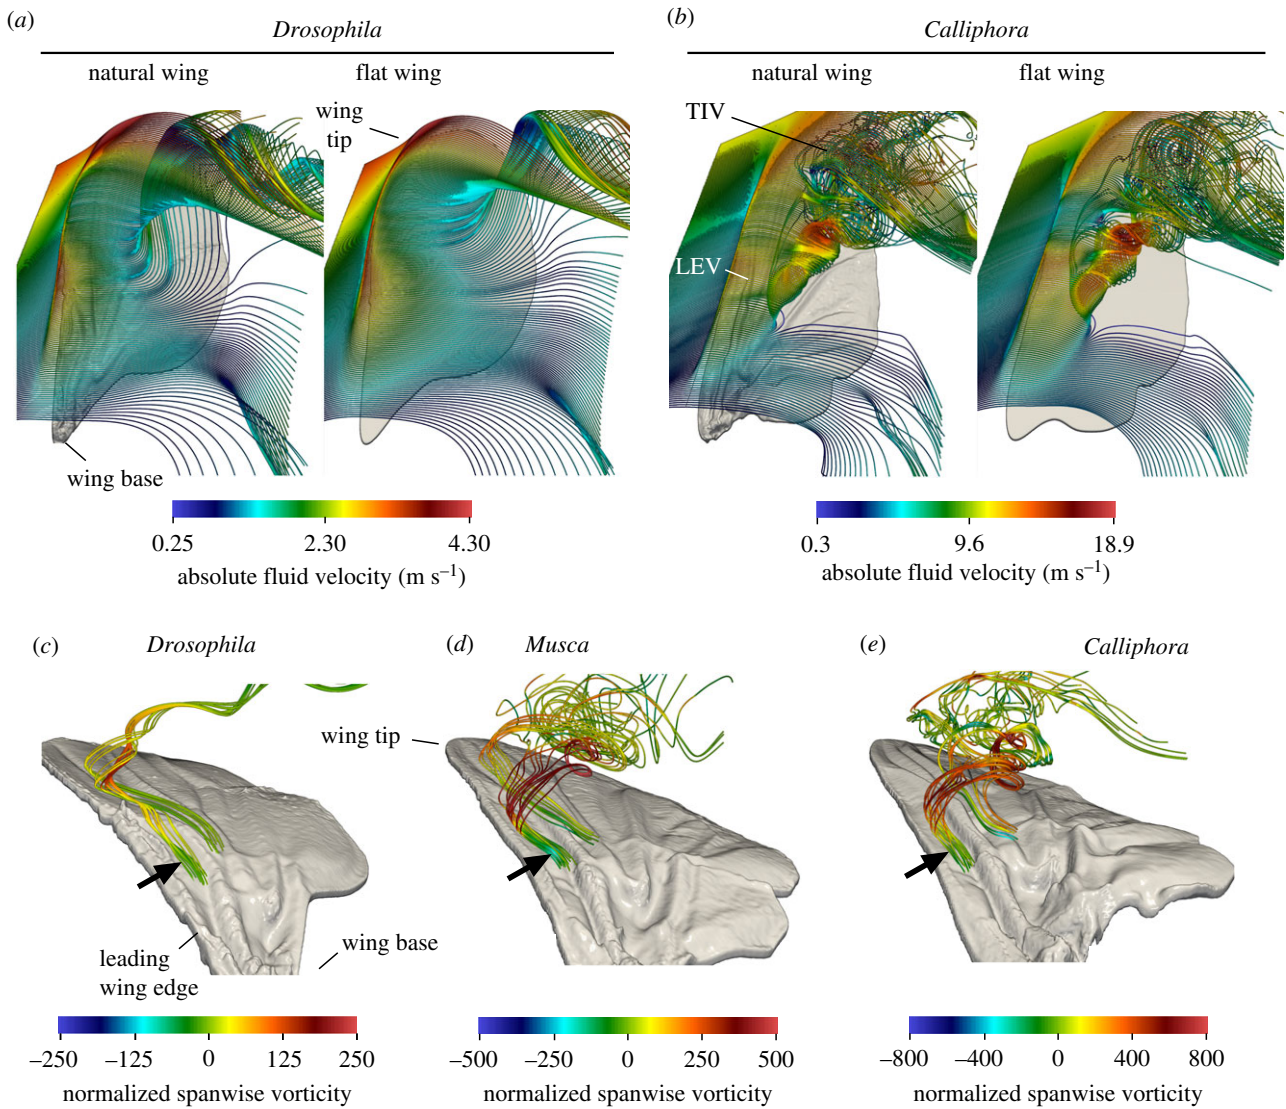 (a)
Drosophila
natural wing
flat wing
wing
tip
wing base
0.25
2.30
4.30
absolute fluid velocity (m s⁻¹)
(b)
Calliphora
natural wing
flat wing
TIV
LEV
0.3
9.6
18.9
absolute fluid velocity (m s⁻¹)
(c)
Drosophila
leading
wing edge
wing base
–250
–125
0
125
250
normalized spanwise vorticity
(d)
Musca
wing tip
–500
–250
0
250
500
normalized spanwise vorticity
(e)
Calliphora
–800
–400
0
400
800
normalized spanwise vorticity